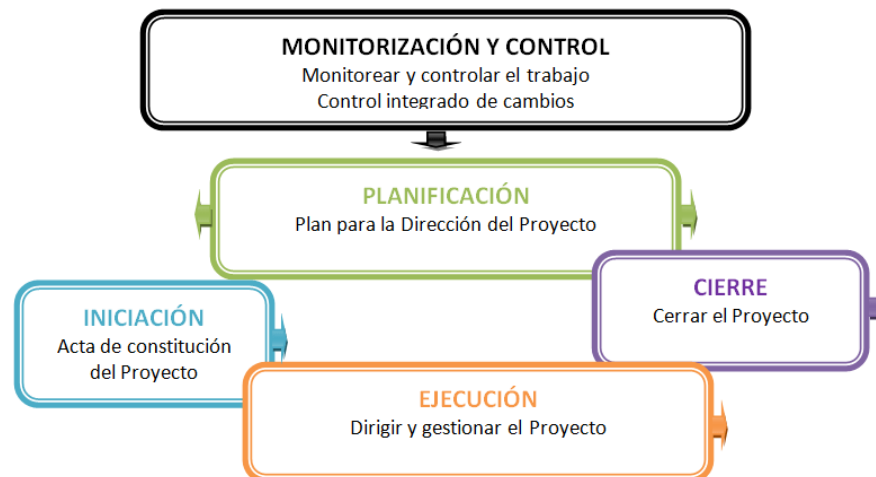 MONITORIZACIÓN Y CONTROL
Monitorear y controlar el trabajo
Control integrado de cambios
PLANIFICACIÓN
Plan para la Dirección del Proyecto
CIERRE
Cerrar el Proyecto
INICIACIÓN
Acta de constitución
del Proyecto
EJECUCIÓN
Dirigir y gestionar el Proyecto